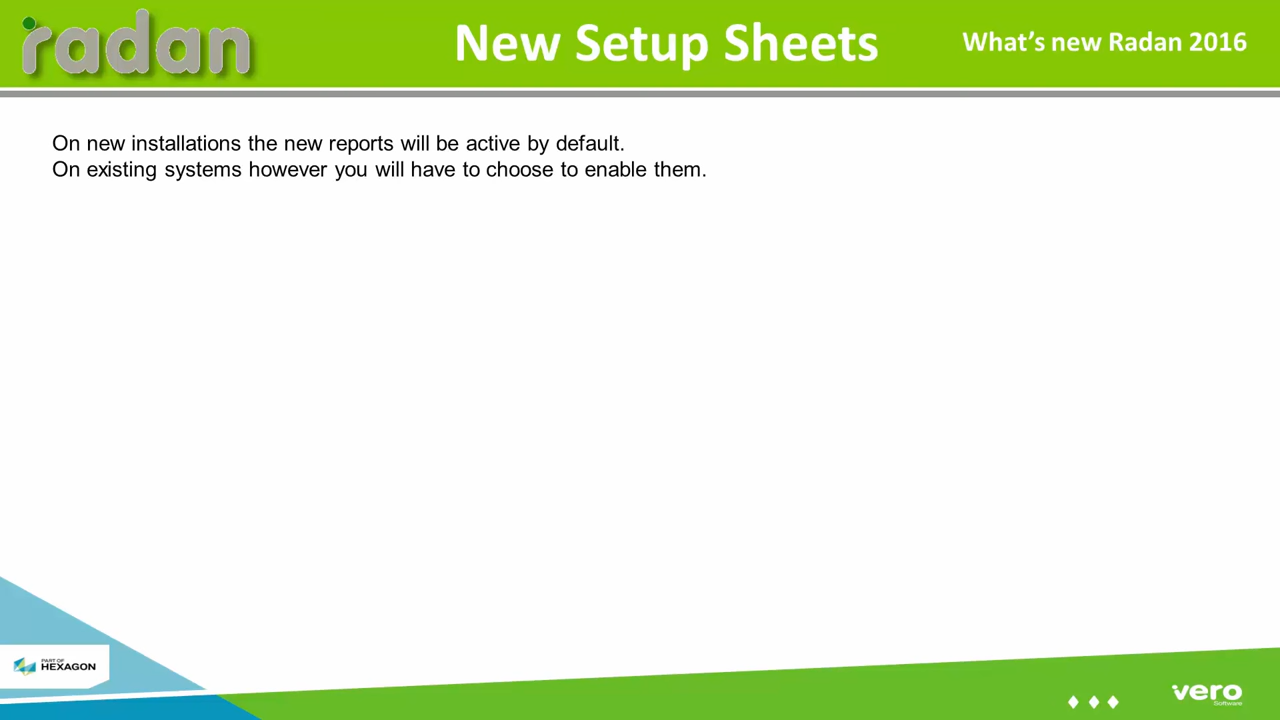 radan
New Setup Sheets
What's new Radan 2016
On new installations the new reports will be active by default.
On existing systems however you will have to choose to enable them.
PART OF
HEXAGON
vero
Software